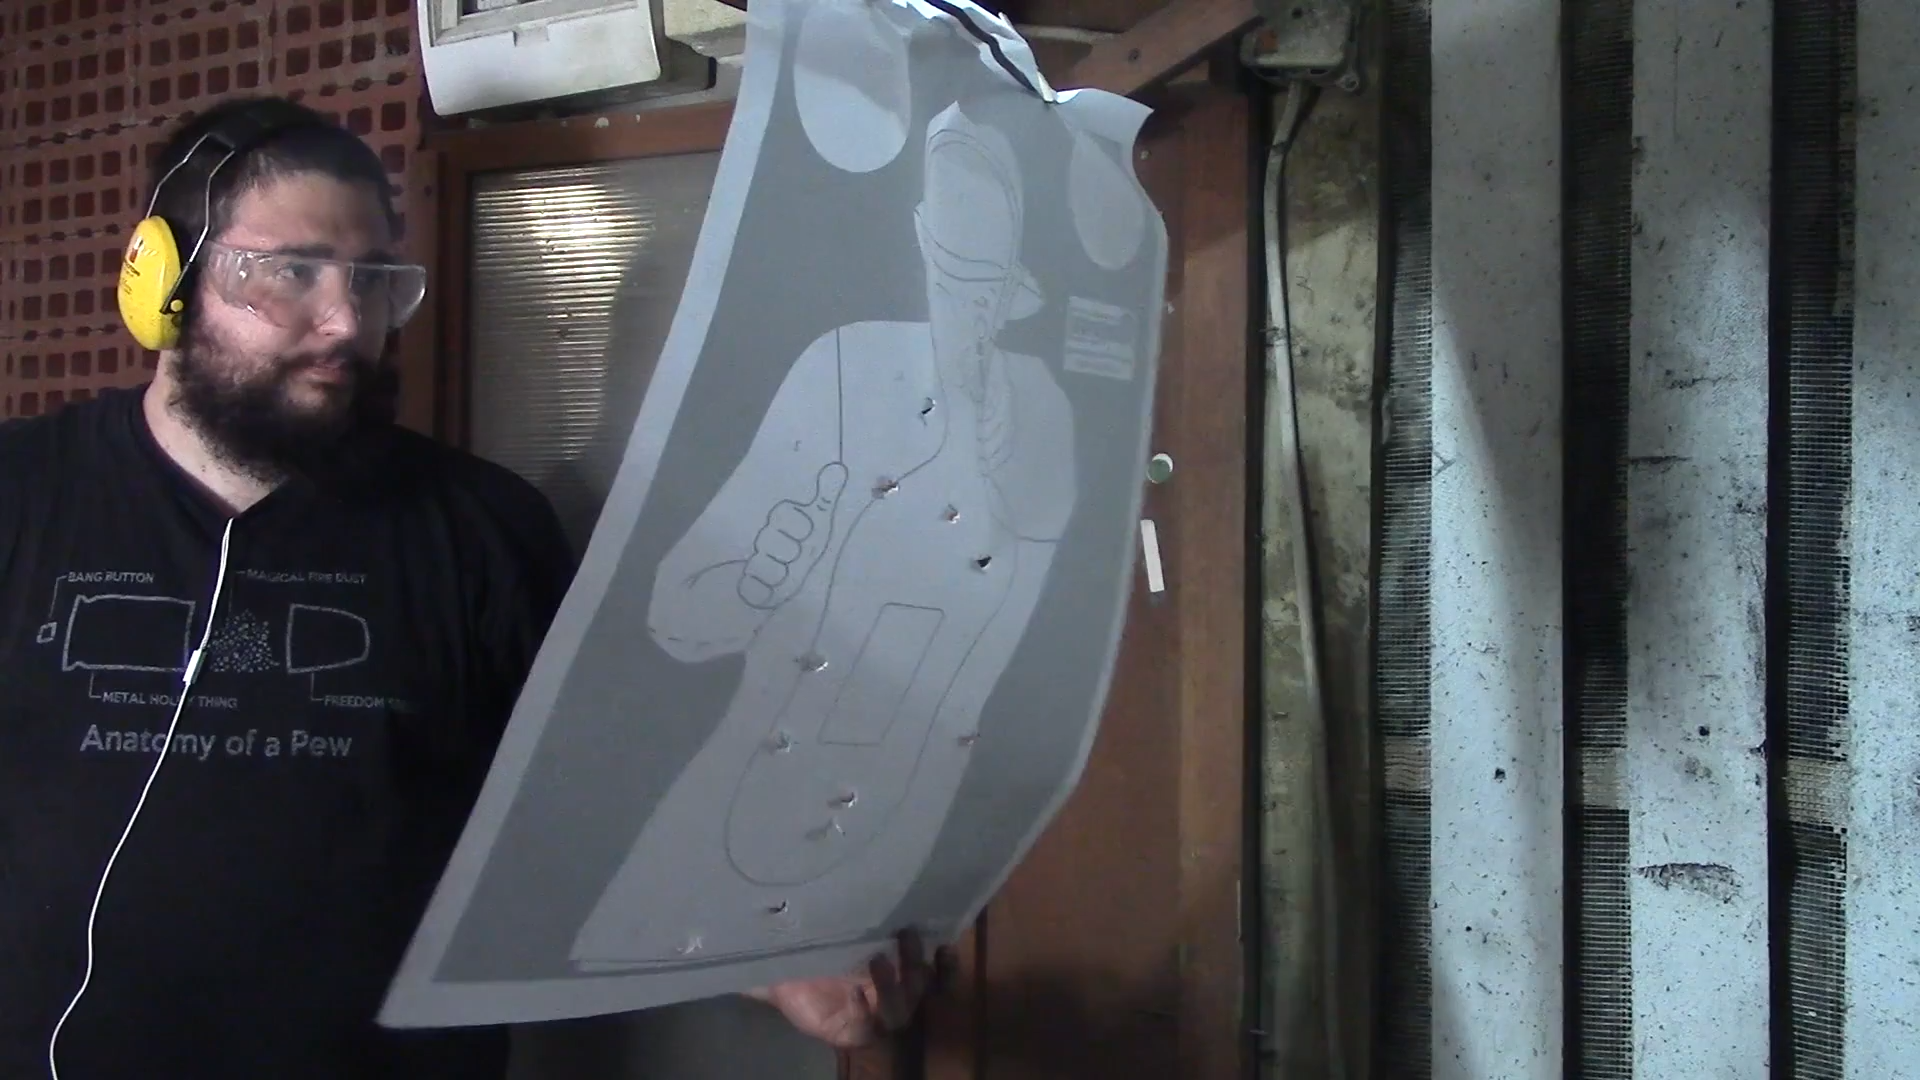 BANG BUTTON
MAGICAL FIRE DUST
METAL HOL Y THING
FREEDOM
Anatomy of a Pew